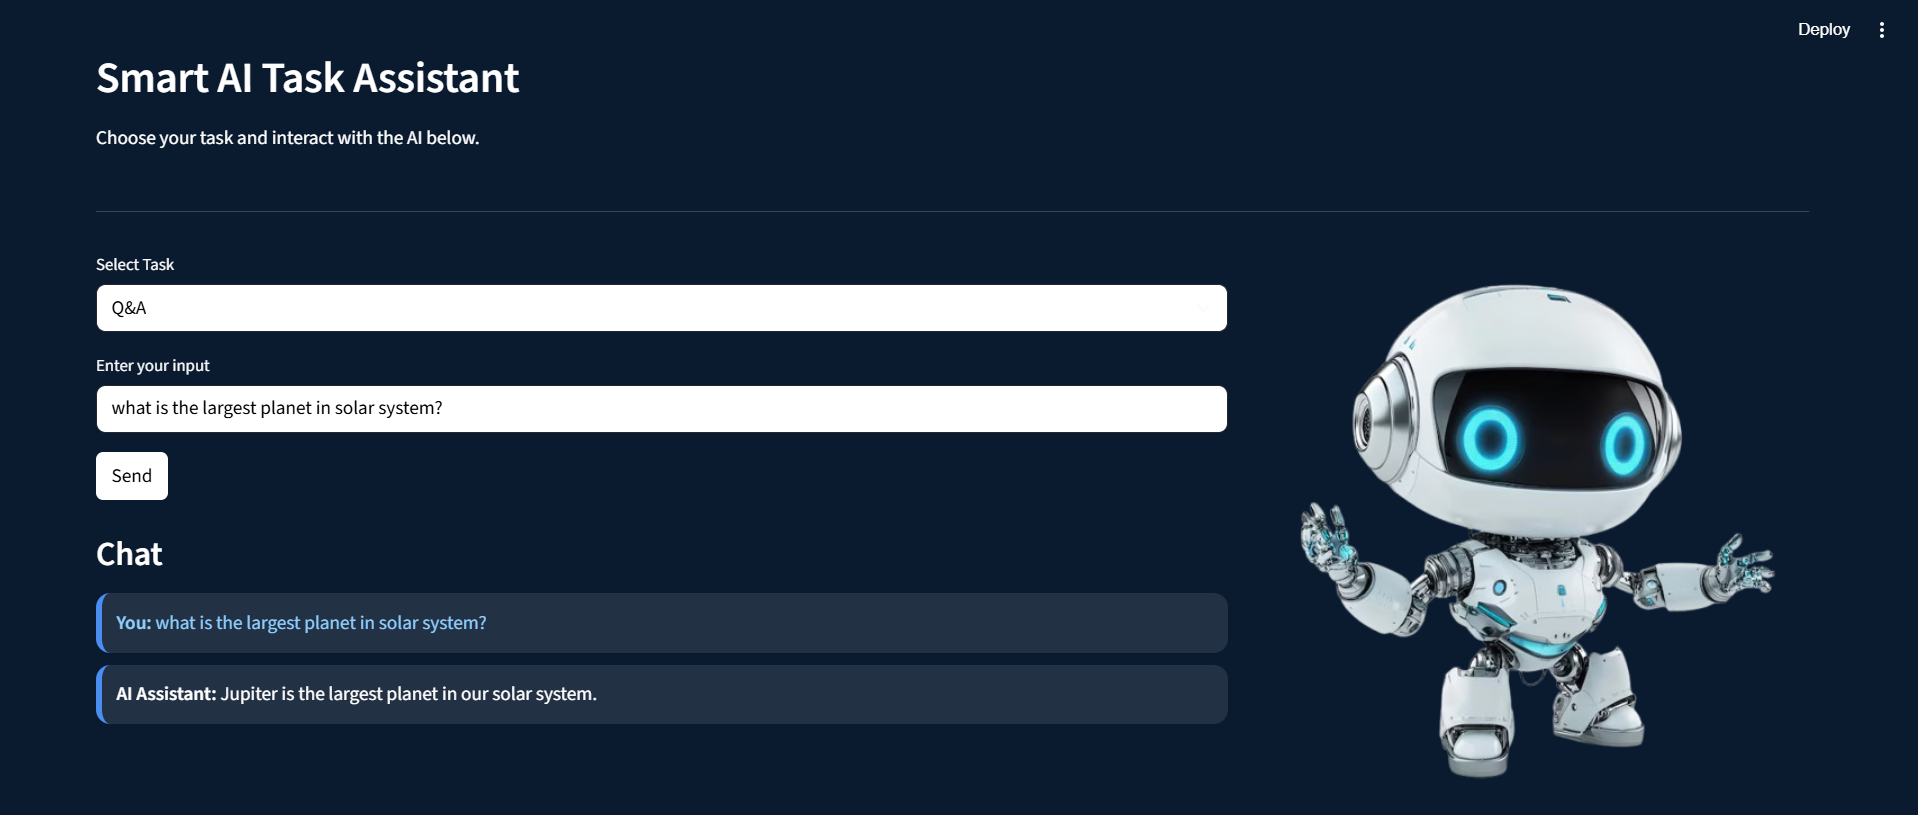 Deploy
Smart AI Task Assistant
Choose your task and interact with the AI below.
Select Task
Q&A
Enter your input
what is the largest planet in solar system?
Send
Chat
You: what is the largest planet in solar system?
AI Assistant: Jupiter is the largest planet in our solar system.